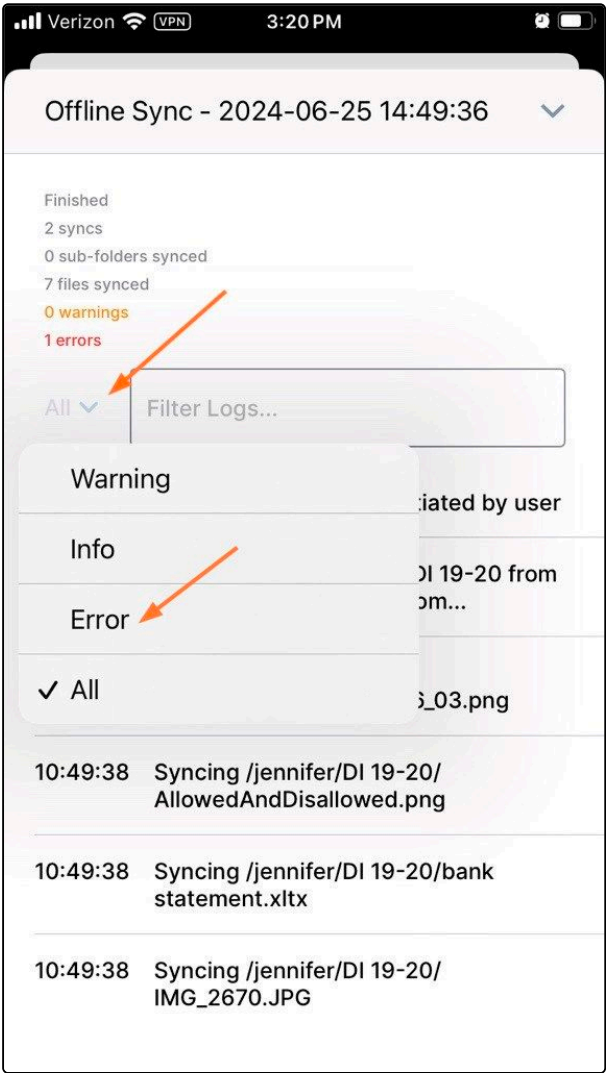 Verizon VPN 3:20 PM
Offline Sync - 2024-06-25 14:49:36
Finished
2 syncs
0 sub-folders synced
7 files synced
0 warnings
1 errors
All Filter Logs...
Warning
Info
Error
All
by user
DI 19-20 from
_03.png
10:49:38 Syncing /jennifer/DI 19-20/
AllowedAndDisallowed.png
10:49:38 Syncing /jennifer/DI 19-20/bank
statement.xltx
10:49:38 Syncing /jennifer/DI 19-20/
IMG_2670.JPG